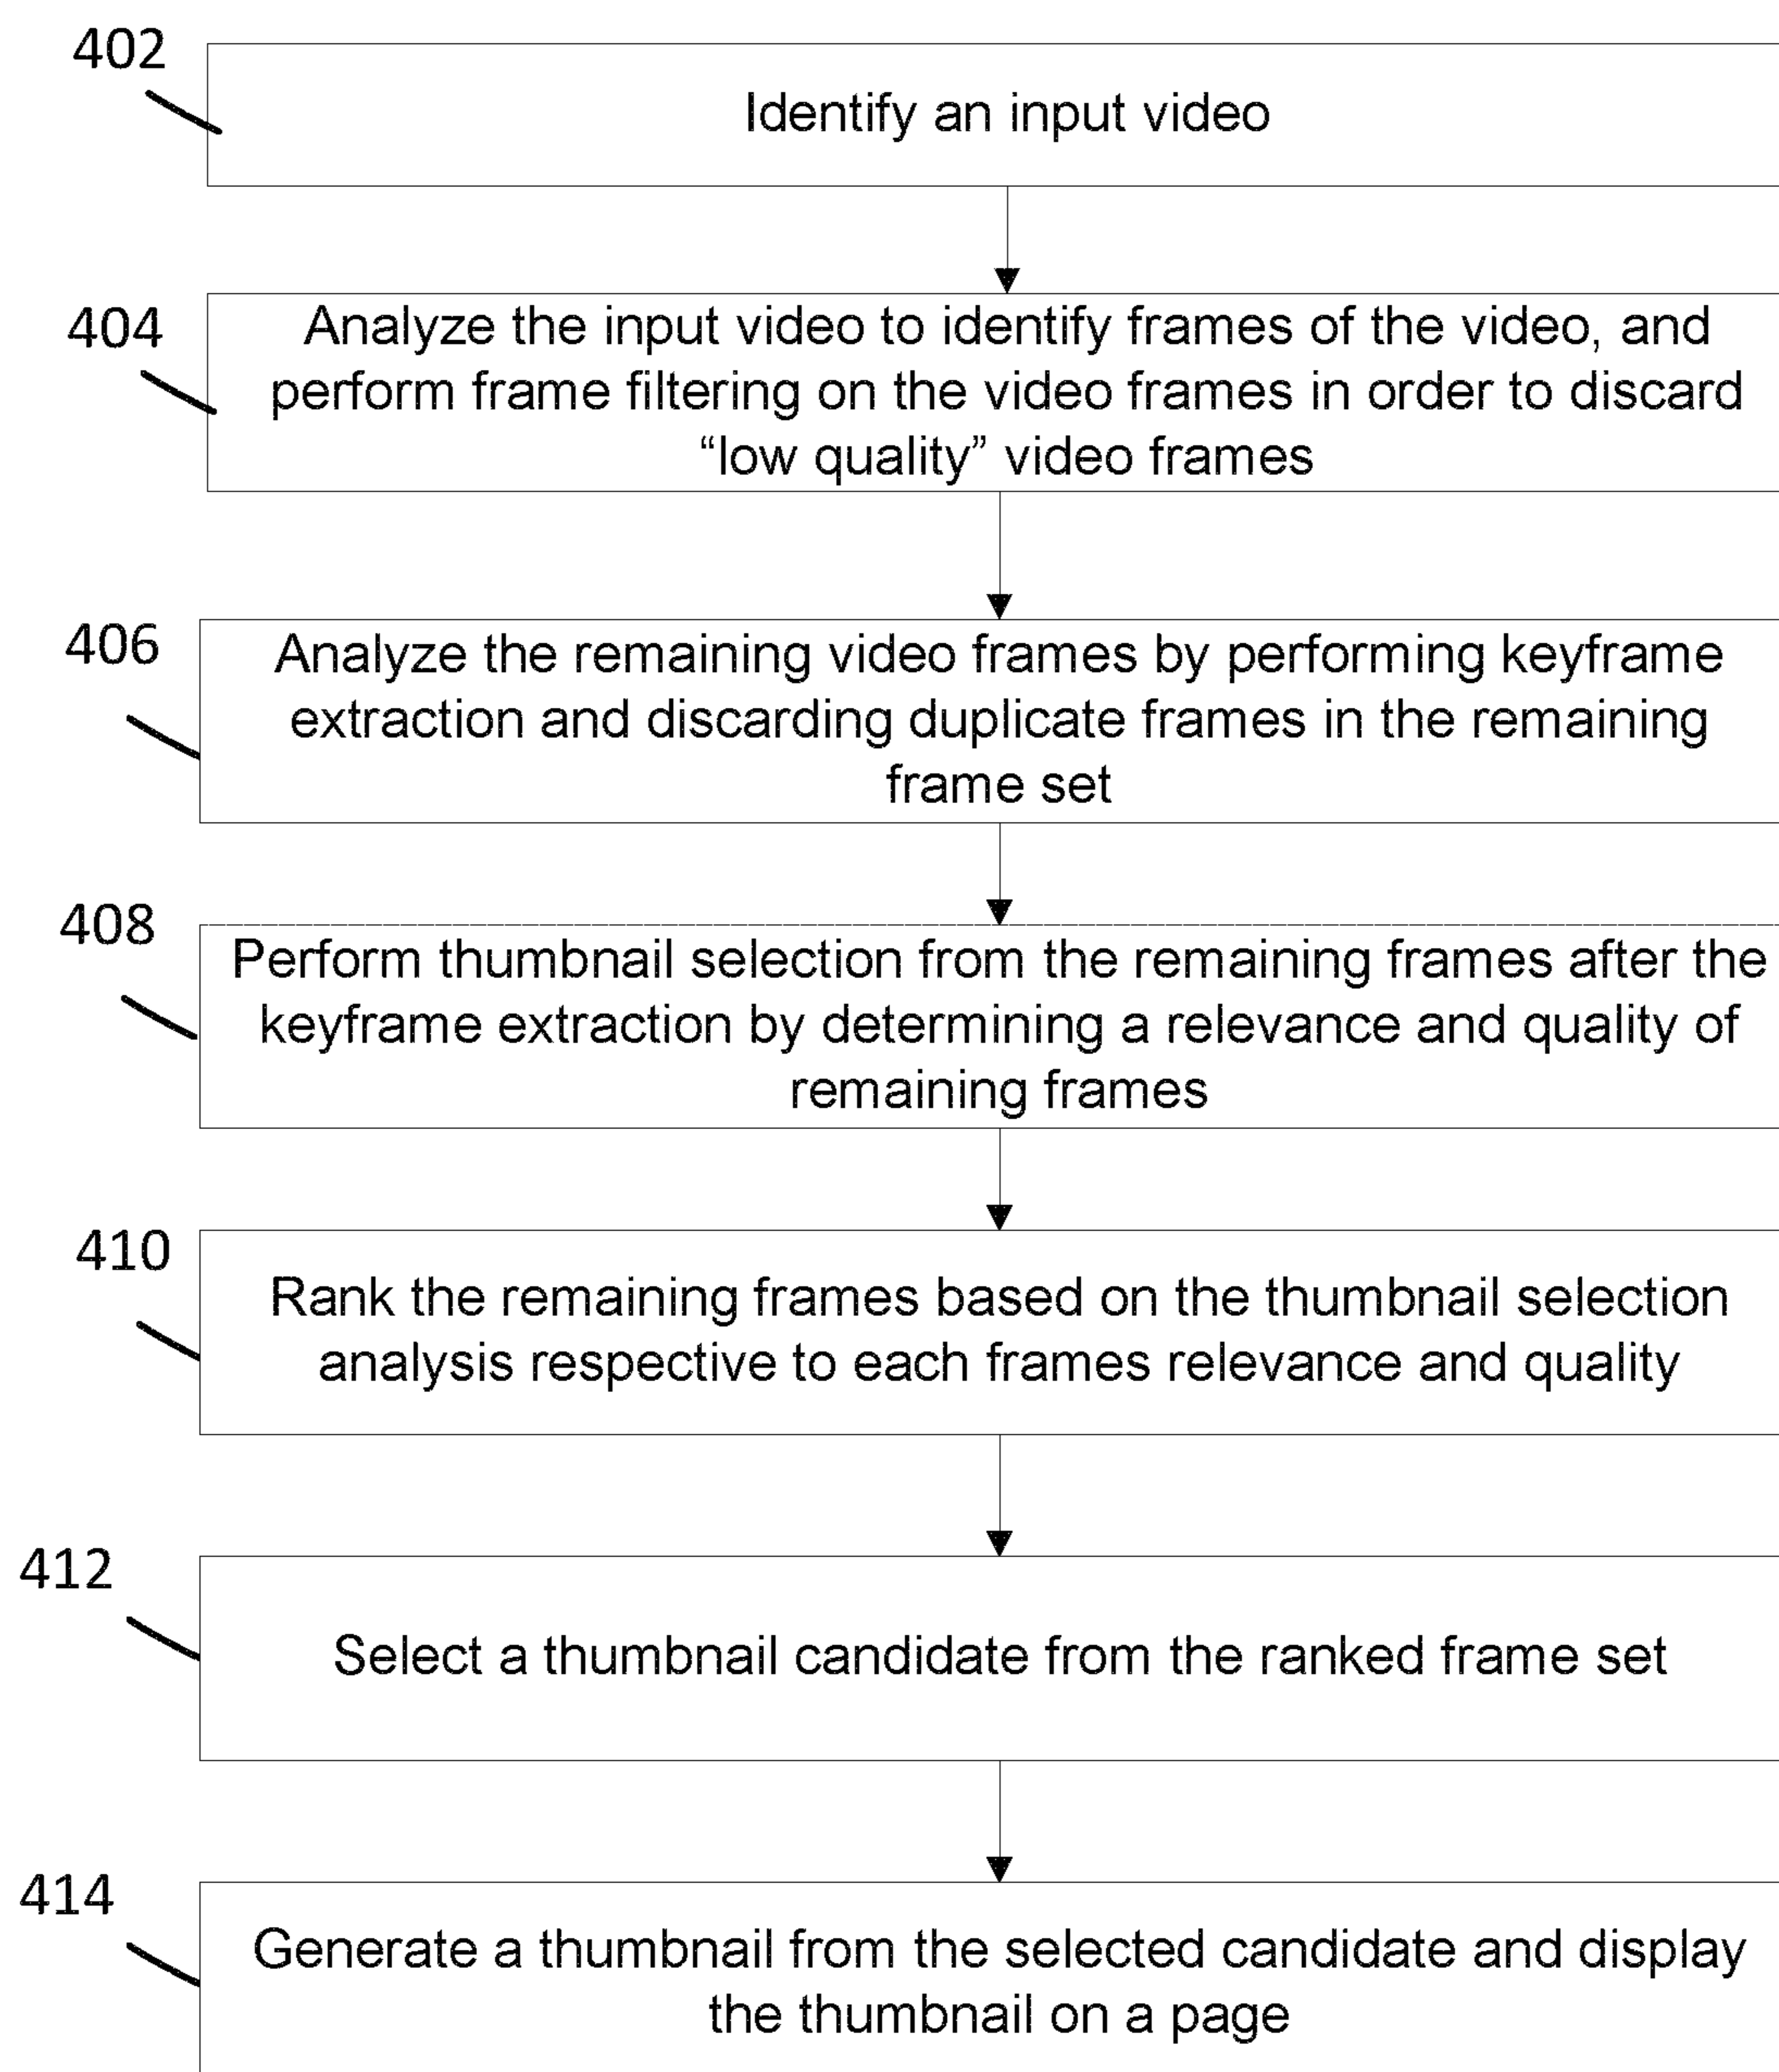 402
Identify an input video
404
Analyze the input video to identify frames of the video, and
perform frame filtering on the video frames in order to discard
“low quality” video frames
406
Analyze the remaining video frames by performing keyframe
extraction and discarding duplicate frames in the remaining
frame set
408
Perform thumbnail selection from the remaining frames after the
keyframe extraction by determining a relevance and quality of
remaining frames
410
Rank the remaining frames based on the thumbnail selection
analysis respective to each frames relevance and quality
412
Select a thumbnail candidate from the ranked frame set
414
Generate a thumbnail from the selected candidate and display
the thumbnail on a page